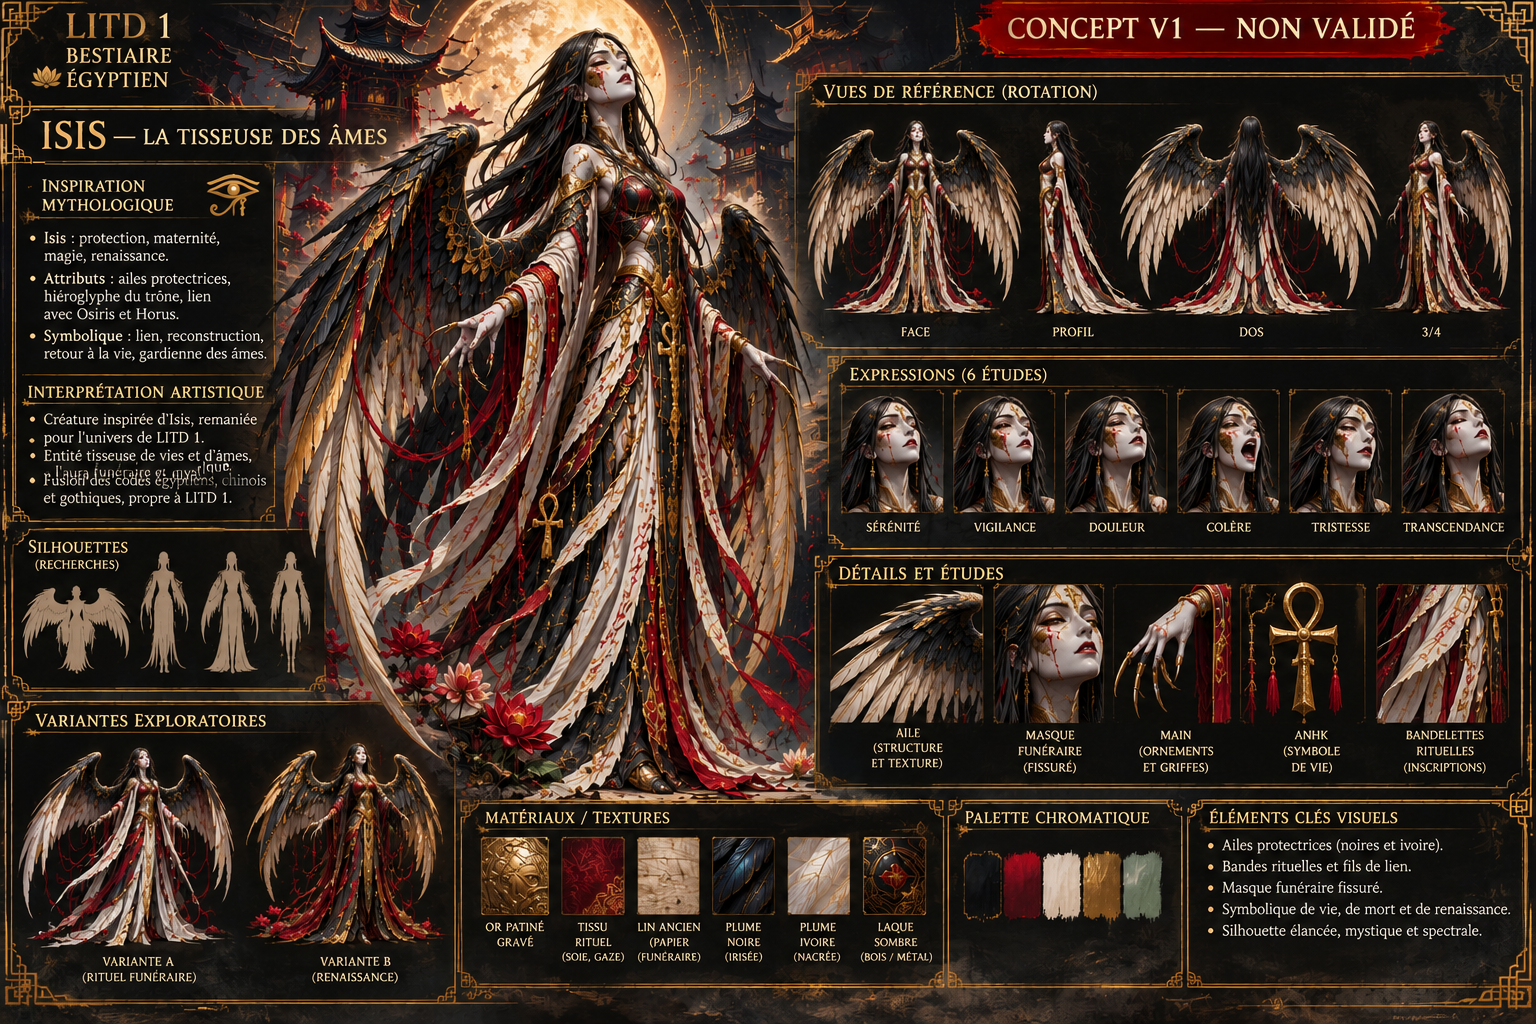 LITD 1
BESTIAIRE
ÉGYPTIEN
CONCEPT V1 — NON VALIDÉ
ISIS — LA TISSEUSE DES ÂMES
INSPIRATION
MYTHOLOGIQUE
• Isis : protection, maternité,
magie, renaissance.
• Attributs : ailes protectrices,
hiéroglyphe du trône, lien
avec Osiris et Horus.
• Symbolique : lien, reconstruction,
retour à la vie, gardienne des ámes.
INTERPRÉTATION ARTISTIQUE
• Créature inspirée d'Isis, remaniée
• pour l'univers de LITD 1.
• Entité tisseuse de vies et d'âmes,
l'aura funéraire et mystique.
• Fusion des codes égyptiens, chinois
et gothiques, propre à LITD 1.
SILHOUETTES
(RECHERCHES)
VARIANTES EXPLORATOIRES
VARIANTE A
(RITUEL FUNÉRAIRE)
VARIANTE B
(RENAISSANCE)
VUES DE RÉFÉRENCE (ROTATION)
FACE
PROFIL
DOS
3/4
EXPRESSIONS (6 ÉTUDES)
SÉRÉNITÉ
VIGILANCE
DOULEUR
COLÈRE
TRISTESSE
TRANSCENDANCE
DÉTAILS ET ÉTUDES
AILE
(STRUCTURE
ET TEXTURE)
MASQUE
FUNÉRAIRE
(FISSURÉ)
MAIN
(ORNEMENTS
ET GRIFFES)
ANHK
(SYMBOLE
DE VIE)
BANDELETTES
RITUELLES
(INSCRIPTIONS)
MATÉRIAUX / TEXTURES
OR PATINÉ
GRAVÉ
TISSU
RITUEL
(SOIE, GAZE)
LIN ANCIEN
(PAPIER
(FUNÉRAIRE)
PLUME
NOIRE
(IRISÉE)
PLUME
IVOIRE
(NACRÉE)
LAQUE
SOMBRE
(BOIS / MÉTAL)
PALETTE CHROMATIQUE
ÉLÉMENTS CLÉS VISUELS
• Ailes protectrices (noires et ivoire).
• Bandes rituelles et fils de lien.
• Masque funéraire fissuré.
• Symbolique de vie, de mort et de renaissance.
• Silhouette élancée, mystique et spectrale.